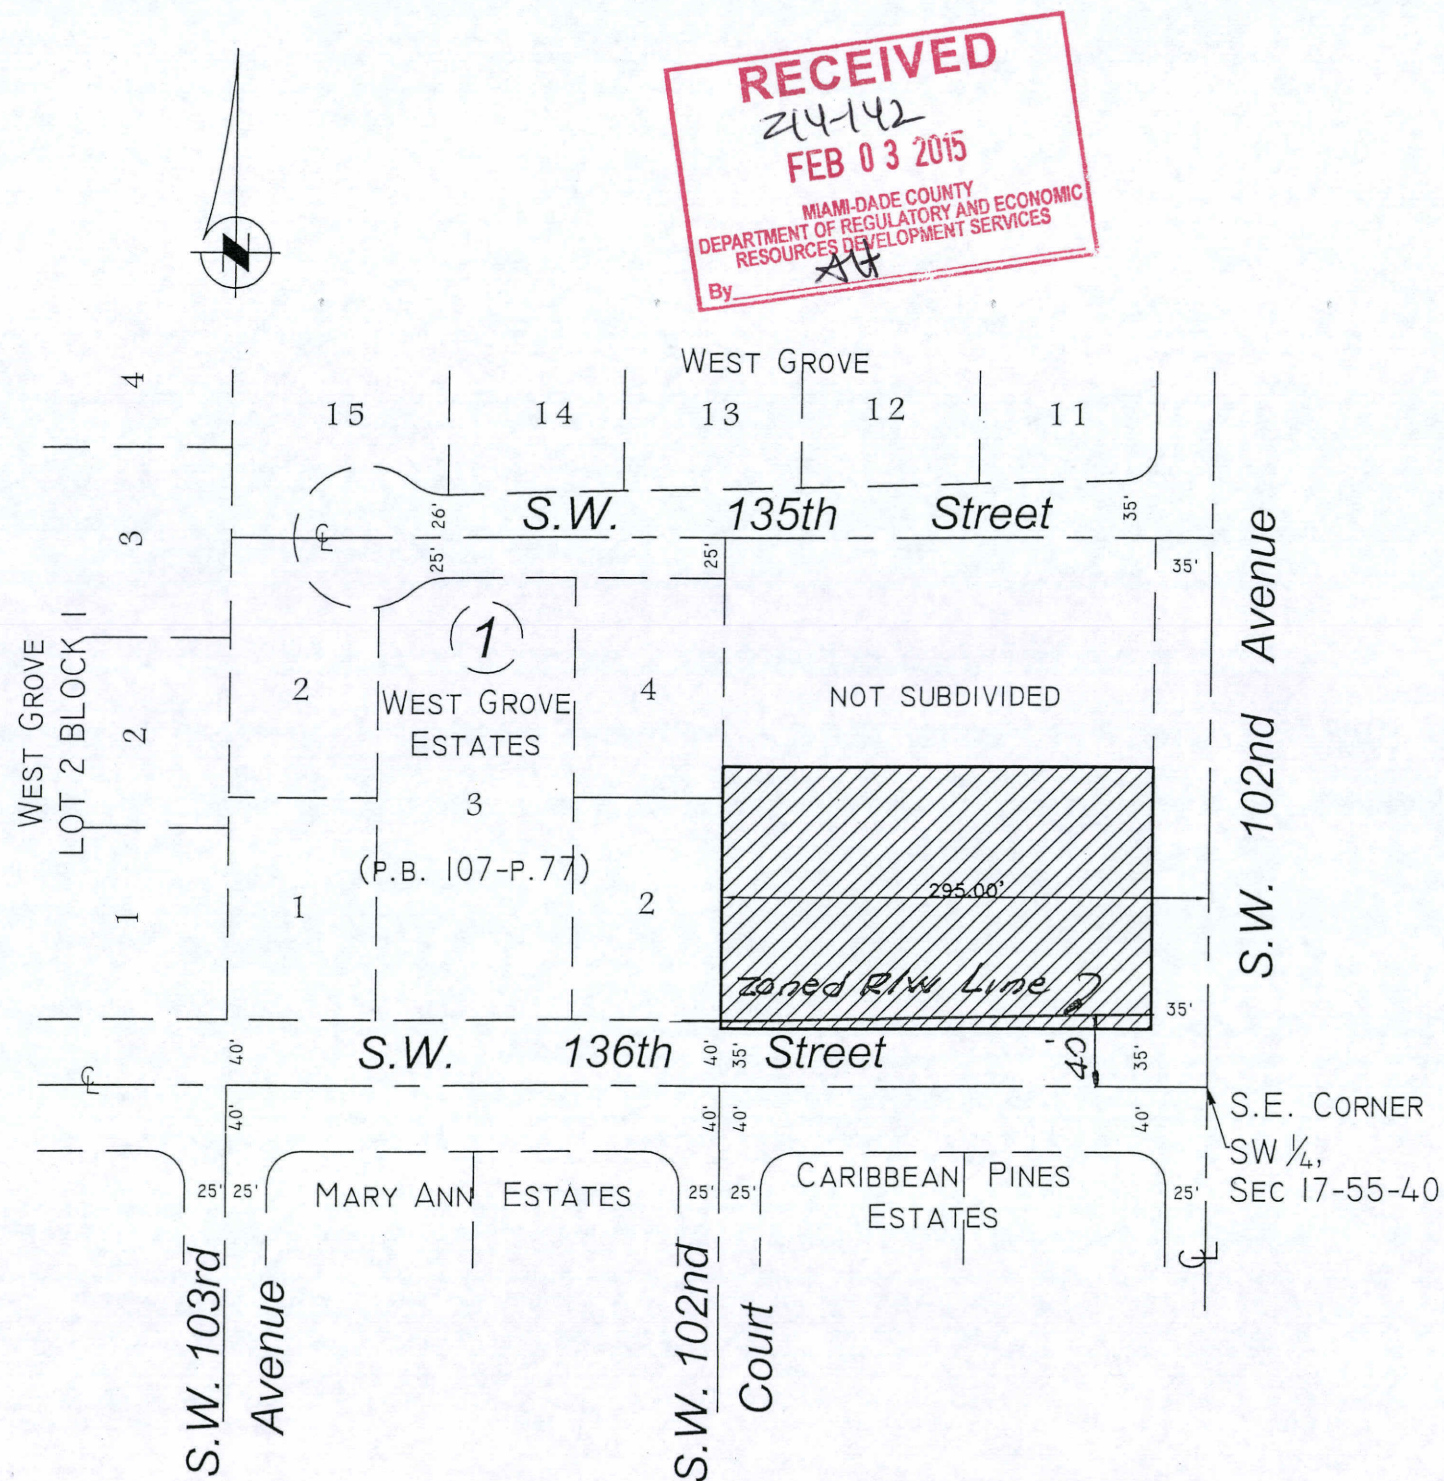 RECEIVED
Z14-142
FEB 03 2015
MIAMI-DADE COUNTY
DEPARTMENT OF REGULATORY AND ECONOMIC
RESOURCES DEVELOPMENT SERVICES
By AH
N
WEST GROVE
4
15
14
13
12
11
3
26'
S.W. 135th Street
35'
℄
25'
25'
35'
1
2
WEST GROVE
ESTATES
4
NOT SUBDIVIDED
S.W. 102nd Avenue
WEST GROVE
LOT 2 BLOCK 1
2
3
(P.B. 107-P.77)
1
1
2
295.00'
zoned R/W Line
35'
40'
S.W. 136th Street
40'
35'
40'
35'
℄
40'
40'
40'
40'
S.E. CORNER
SW 1/4,
SEC 17-55-40
25'
25'
MARY ANN ESTATES
25'
25'
CARIBBEAN PINES
ESTATES
25'
℄
S.W. 103rd
Avenue
S.W. 102nd
Court